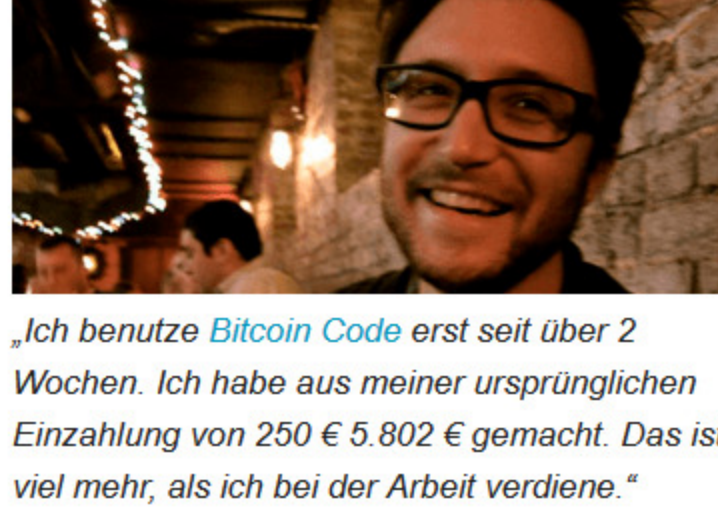 „Ich benutze Bitcoin Code erst seit über 2
Wochen. Ich habe aus meiner ursprünglichen
Einzahlung von 250 € 5.802 € gemacht. Das ist
viel mehr, als ich bei der Arbeit verdiene.“